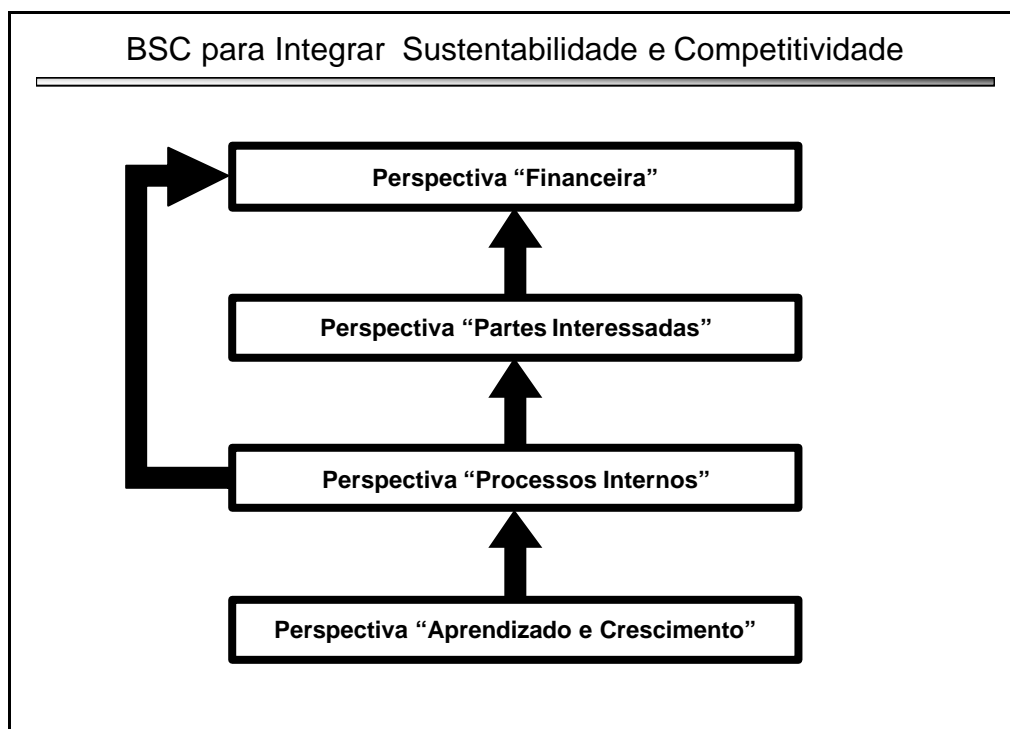 BSC para Integrar Sustentabilidade e Competitividade
Perspectiva “Financeira”
Perspectiva “Partes Interessadas”
Perspectiva “Processos Internos”
Perspectiva “Aprendizado e Crescimento”